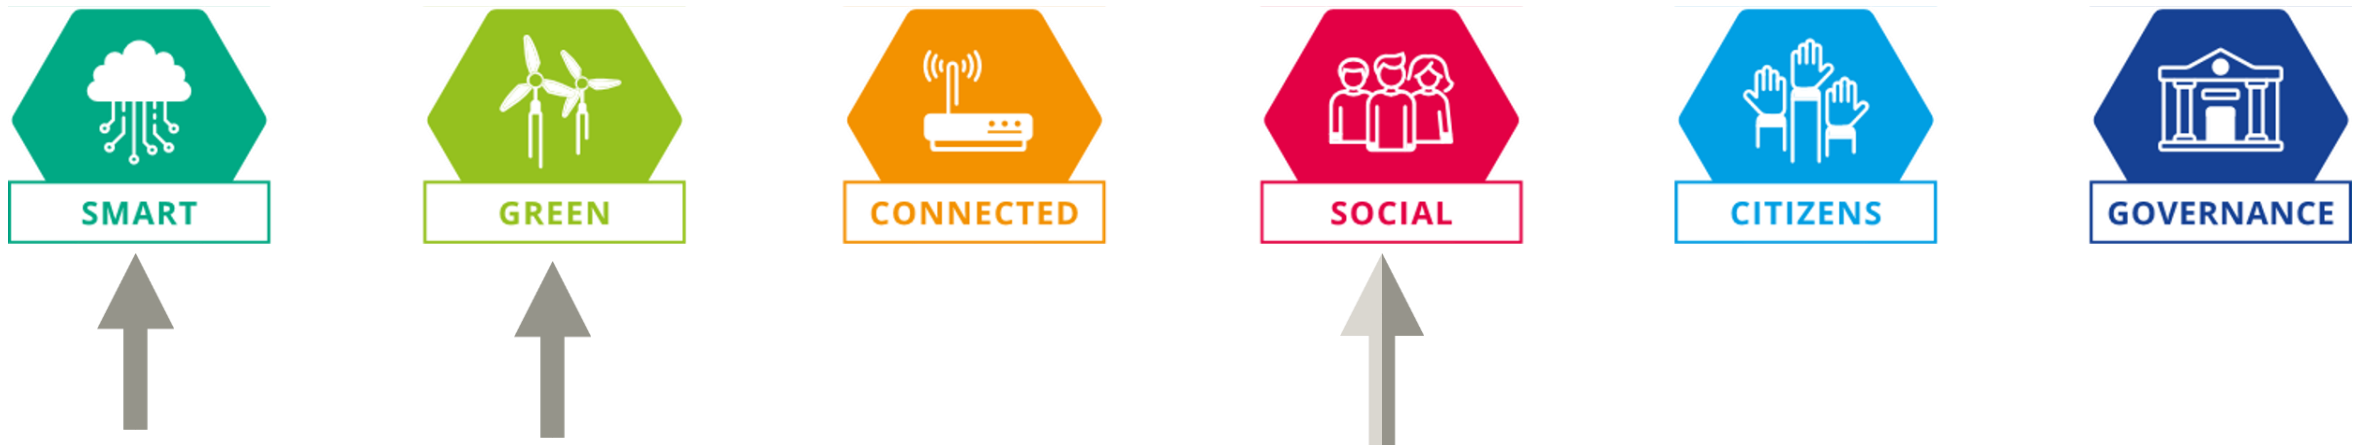 SMART
GREEN
CONNECTED
SOCIAL
CITIZENS
GOVERNANCE